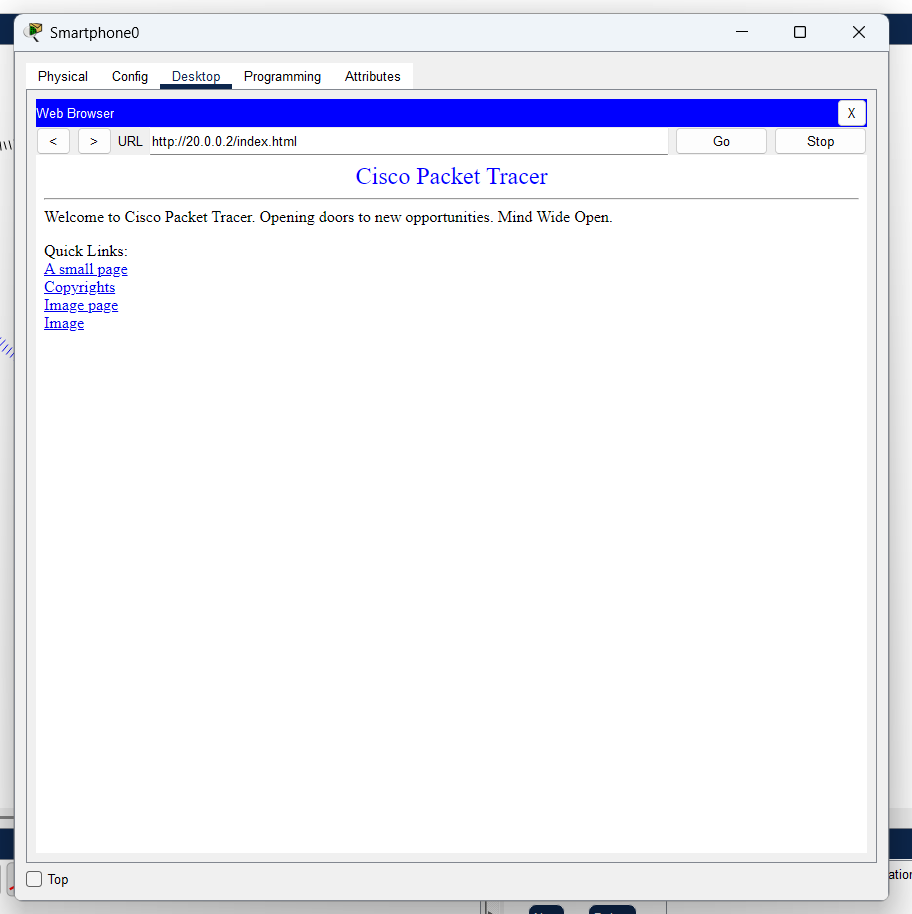 Smartphone0
Physical Config Desktop Programming Attributes
Web Browser X
< > URL http://20.0.0.2/index.html Go Stop
Cisco Packet Tracer
Welcome to Cisco Packet Tracer. Opening doors to new opportunities. Mind Wide Open.
Quick Links:
A small page
Copyrights
Image page
Image
Top